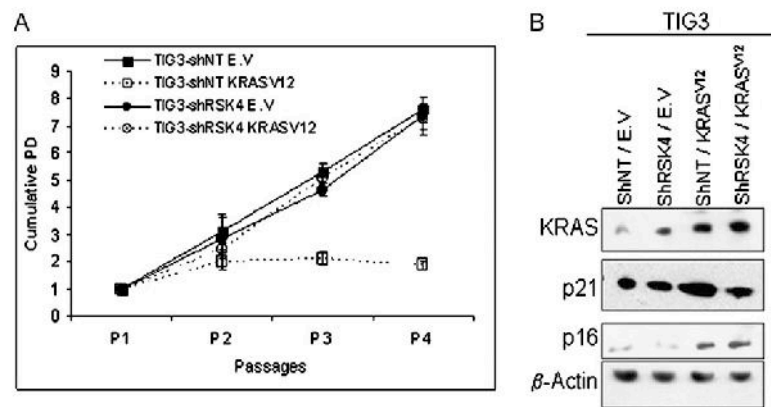 A
TIG3-shNT E.V
TIG3-shNT KRASV12
TIG3-shRSK4 E.V
TIG3-shRSK4 KRASV12
9
8
7
6
5
4
3
2
1
0
Cumulative PD
P1 P2 P3 P4
Passages
B
TIG3
ShNT / E.V
ShRSK4 / E.V
ShNT / KRASV12
ShRSK4 / KRASV12
KRAS
p21
p16
β-Actin